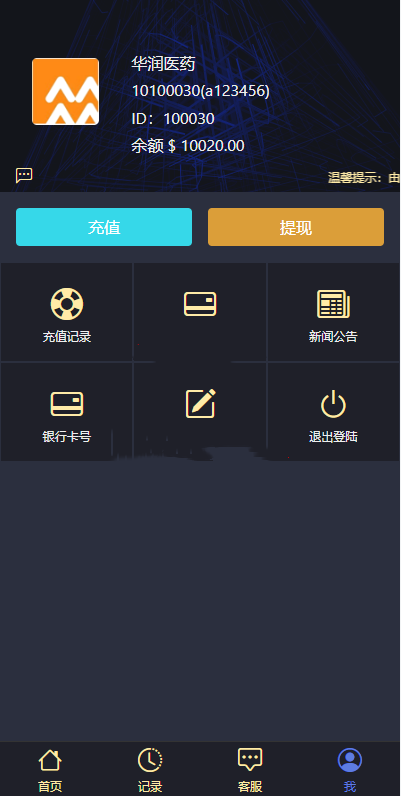 华润医药
10100030(a123456)
ID：100030
余额 $ 10020.00
温馨提示：由
充值
提现
充值记录
新闻公告
银行卡号
退出登陆
首页
记录
客服
我